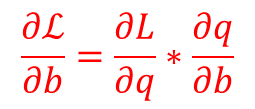 ∂ℒ/∂b = ∂L/∂q * ∂q/∂b